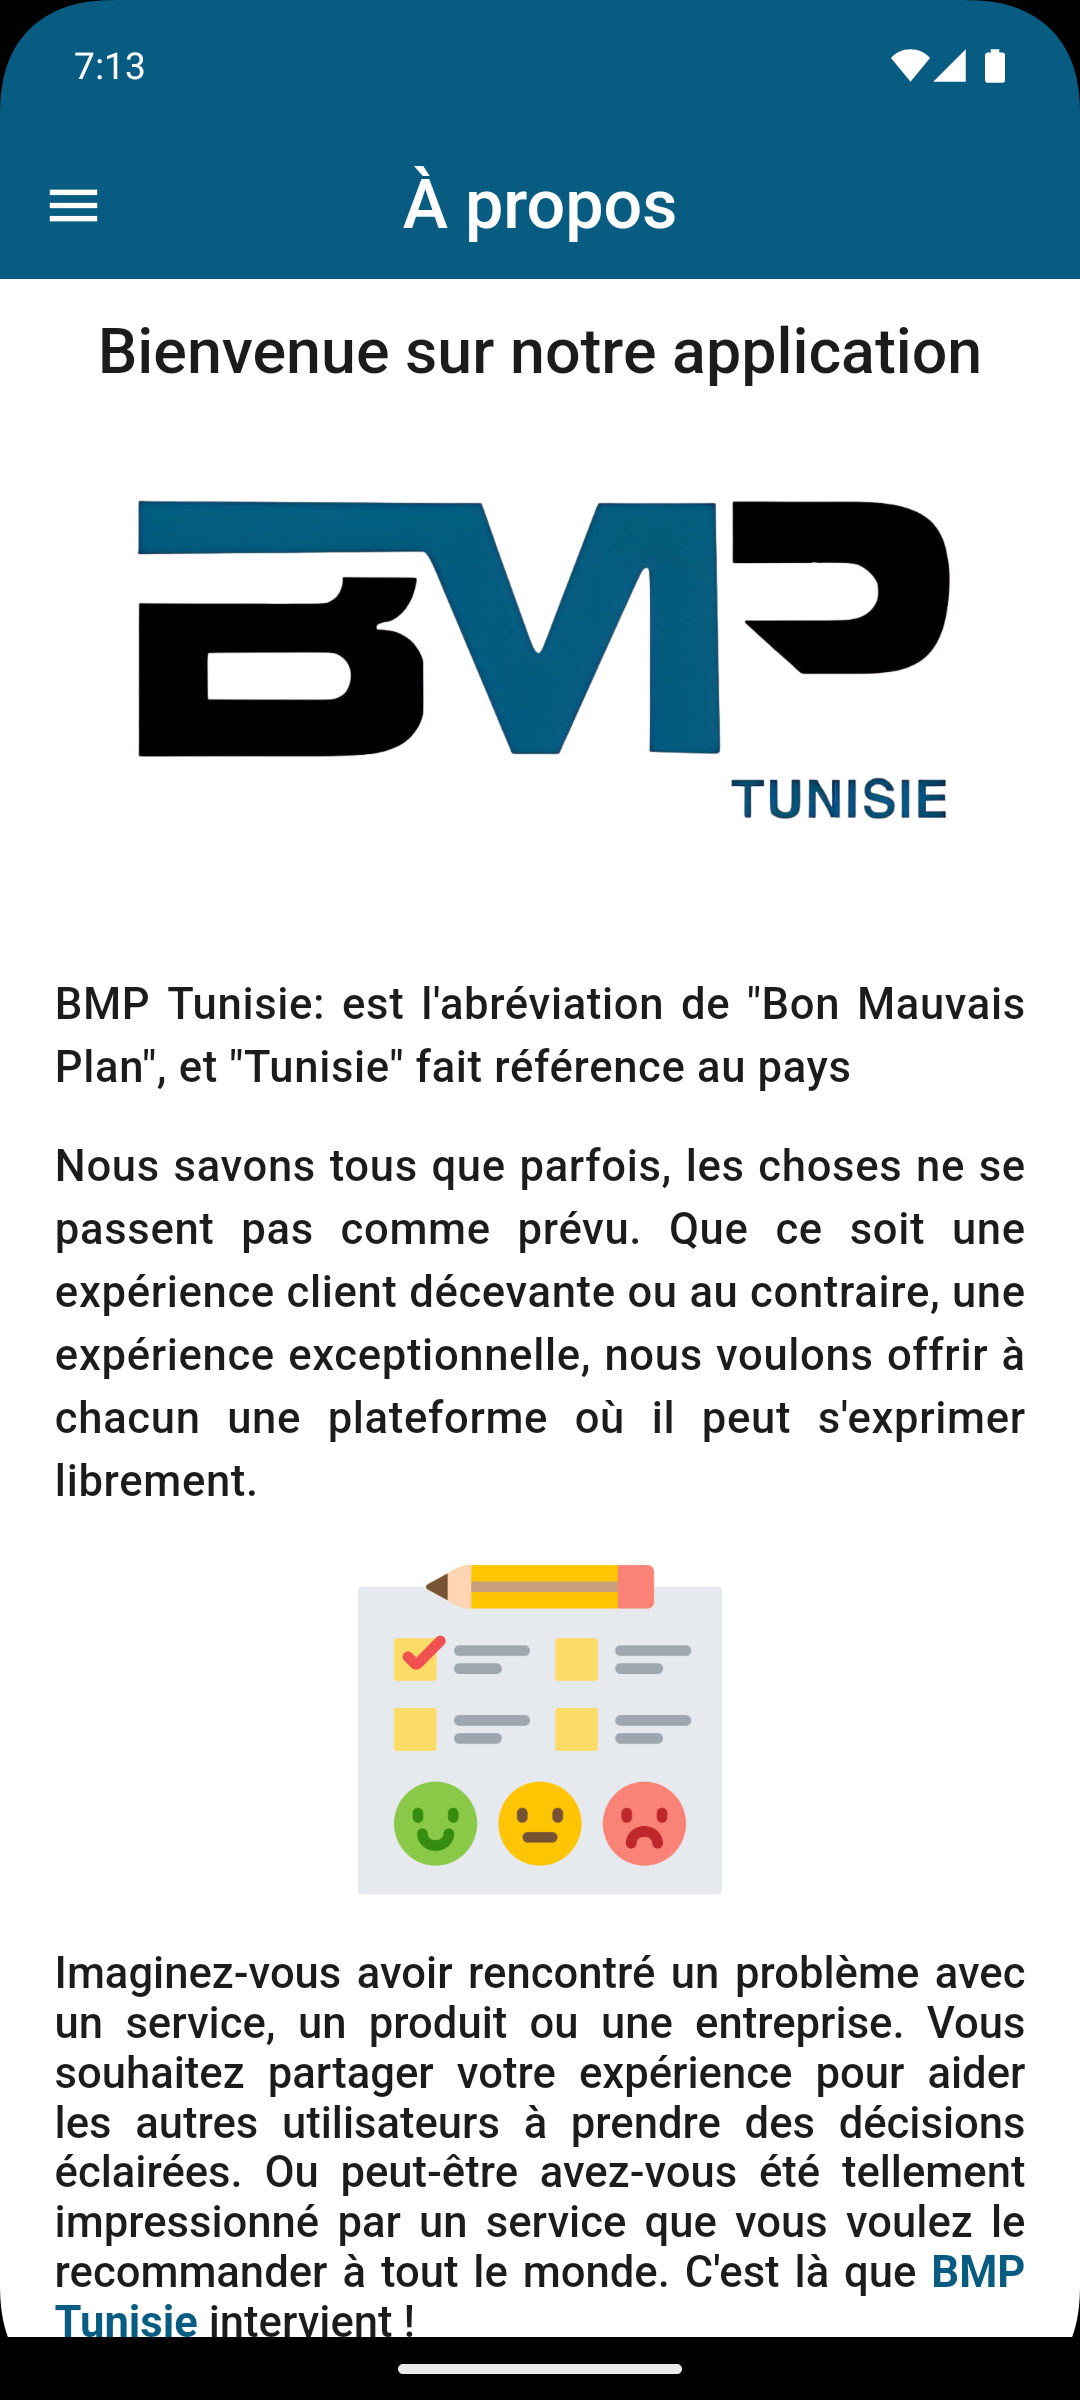 7:13
À propos
Bienvenue sur notre application
BMP
TUNISIE
BMP Tunisie: est l'abréviation de "Bon Mauvais
Plan", et "Tunisie" fait référence au pays
Nous savons tous que parfois, les choses ne se
passent pas comme prévu. Que ce soit une
expérience client décevante ou au contraire, une
expérience exceptionnelle, nous voulons offrir à
chacun une plateforme où il peut s'exprimer
librement.
Imaginez-vous avoir rencontré un problème avec
un service, un produit ou une entreprise. Vous
souhaitez partager votre expérience pour aider
les autres utilisateurs à prendre des décisions
éclairées. Ou peut-être avez-vous été tellement
impressionné par un service que vous voulez le
recommander à tout le monde. C'est là que BMP
Tunisie intervient !